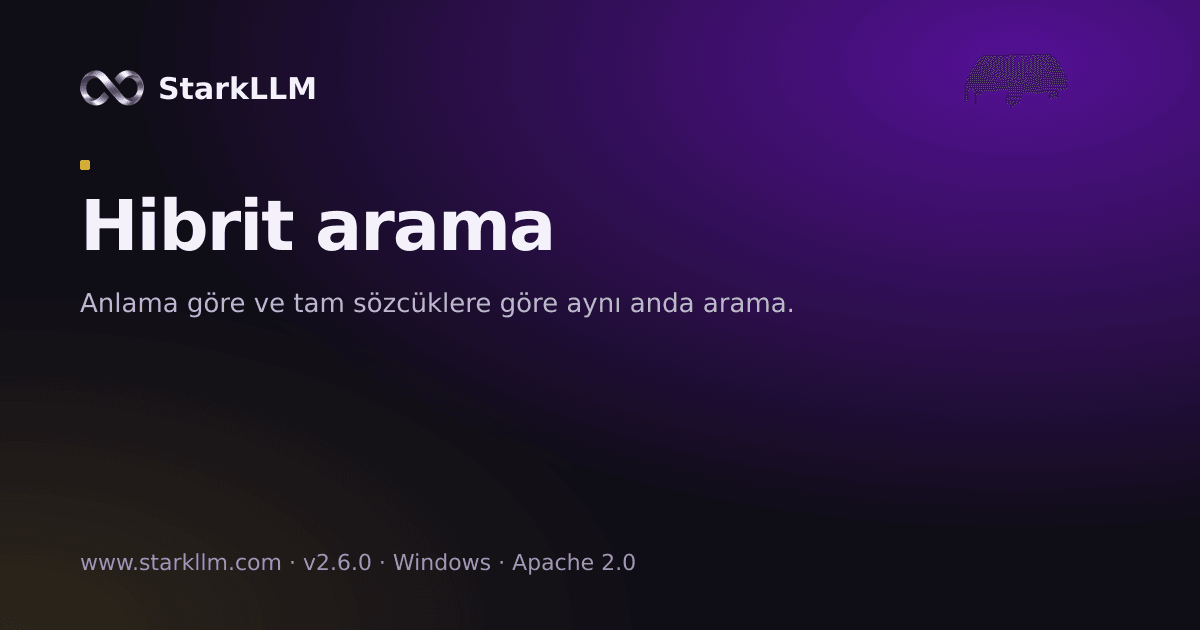 StarkLLM
Hibrit arama
Anlama göre ve tam sözcüklere göre aynı anda arama.
www.starkllm.com · v2.6.0 · Windows · Apache 2.0